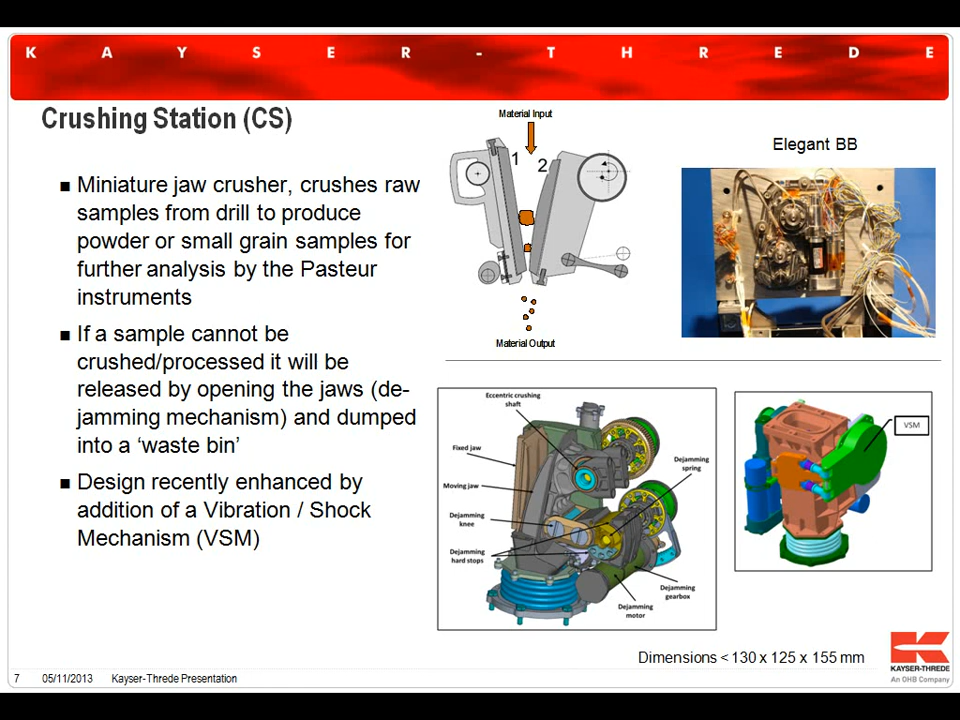 K A Y S E R - T H R E D E
Crushing Station (CS)
■ Miniature jaw crusher, crushes raw
samples from drill to produce
powder or small grain samples for
further analysis by the Pasteur
instruments
■ If a sample cannot be
crushed/processed it will be
released by opening the jaws (de-
jamming mechanism) and dumped
into a ‘waste bin’
■ Design recently enhanced by
addition of a Vibration / Shock
Mechanism (VSM)
Material Input
1
2
Material Output
Elegant BB
Eccentric crushing
shaft
Fixed jaw
Moving jaw
Dejamming
knee
Dejamming
hard stops
Dejamming
spring
Dejamming
gearbox
Dejamming
motor
VSM
Dimensions < 130 x 125 x 155 mm
7 05/11/2013 Kayser-Threde Presentation
KAYSER-THREDE
An OHB Company